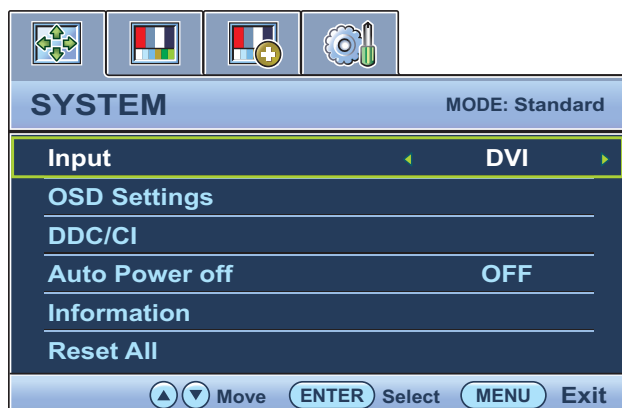 SYSTEM MODE: Standard
Input DVI
OSD Settings
DDC/CI
Auto Power off OFF
Information
Reset All
Move ENTER Select MENU Exit